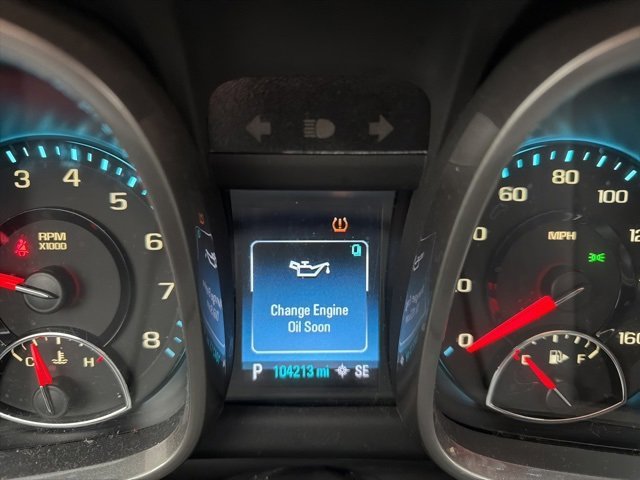 3 4 5 6 7 8
RPM
X1000
C H
Change Engine
Oil Soon
P 104213 mi SE
0 60 80 100
MPH
160
F